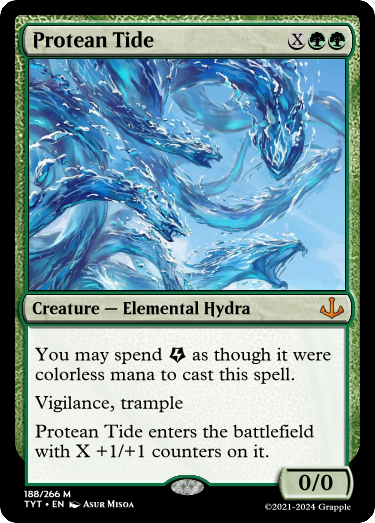 Protean Tide X
Creature — Elemental Hydra
You may spend as though it were
colorless mana to cast this spell.
Vigilance, trample
Protean Tide enters the battlefield
with X +1/+1 counters on it.
0/0
188/266 M
TYT • EN Asur Misoa
©2021-2024 Grapple